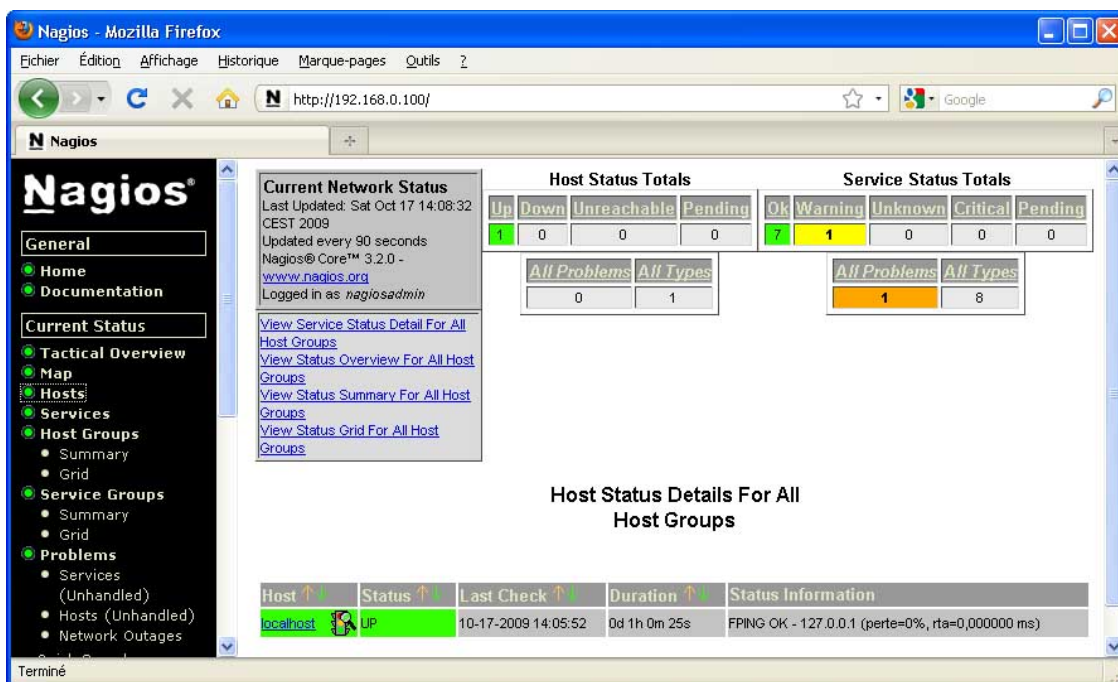 Nagios - Mozilla Firefox
Fichier Édition Affichage Historique Marque-pages Outils ?
http://192.168.0.100/
Google
Nagios
Nagios®
General
Home
Documentation
Current Status
Tactical Overview
Map
Hosts
Services
Host Groups
Summary
Grid
Service Groups
Summary
Grid
Problems
Services
(Unhandled)
Hosts (Unhandled)
Network Outages
Current Network Status
Last Updated: Sat Oct 17 14:08:32
CEST 2009
Updated every 90 seconds
Nagios® Core™ 3.2.0 -
www.nagios.org
Logged in as nagiosadmin
View Service Status Detail For All
Host Groups
View Status Overview For All Host
Groups
View Status Summary For All Host
Groups
View Status Grid For All Host
Groups
Host Status Totals
Up Down Unreachable Pending
1 0 0 0
All Problems All Types
0 1
Service Status Totals
Ok Warning Unknown Critical Pending
7 1 0 0 0
All Problems All Types
1 8
Host Status Details For All
Host Groups
Host Status Last Check Duration Status Information
localhost UP 10-17-2009 14:05:52 0d 1h 0m 25s FPING OK - 127.0.0.1 (perte=0%, rta=0,000000 ms)
Terminé